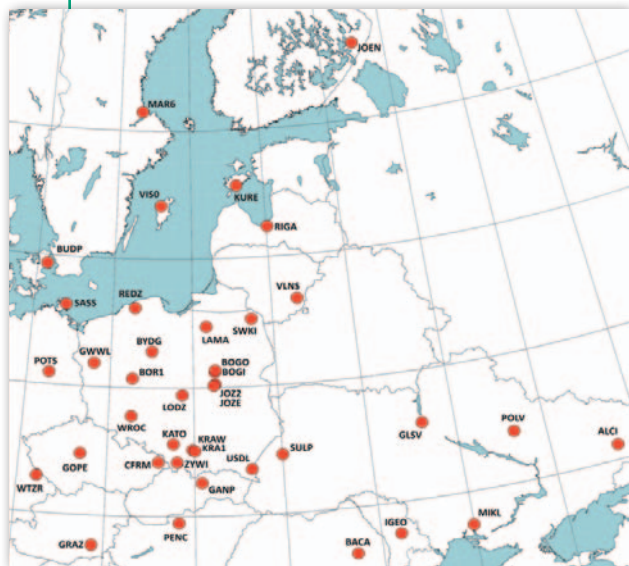 JOEN
MAR6
KURE
VIS0
RIGA
BUDP
VLNS
SASS
REDZ
SWKI
LAMA
BYDG
GWWL
POTS
BOGO
BOGI
BOR1
JOZ2
JOZE
LODZ
WROC
GLSV
POLV
ALCI
KATO
KRAW
KRA1
SULP
GOPE
CFRM
ZYWI
USDL
WTZR
GANP
MIKL
IGEO
PENC
GRAZ
BACA